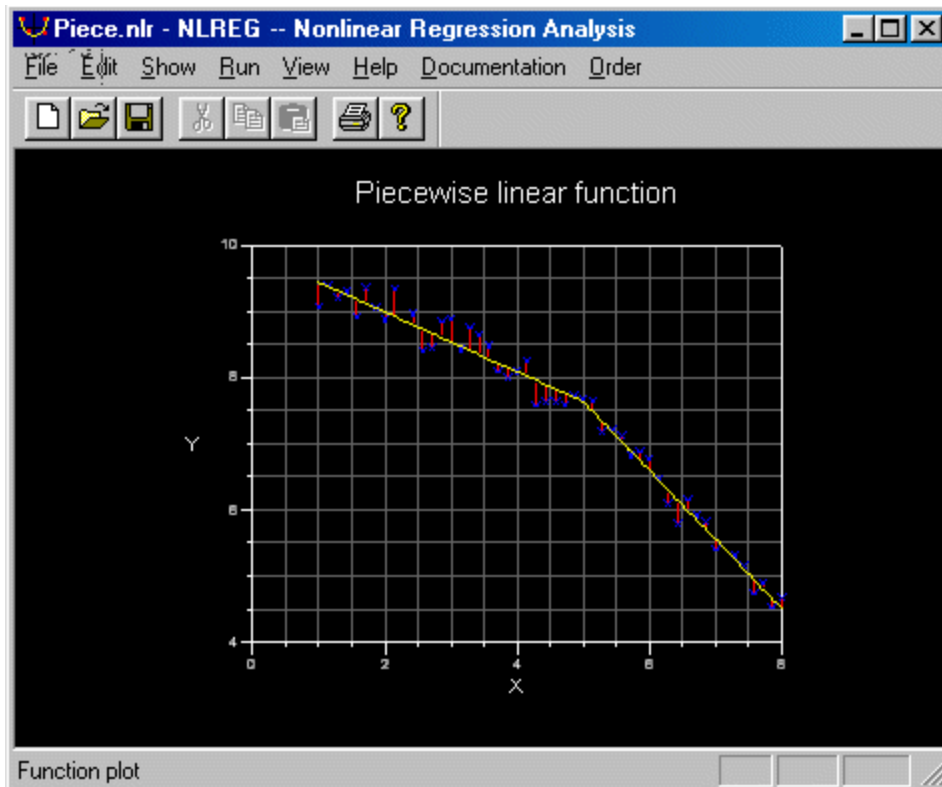 Piece.nlr - NLREG -- Nonlinear Regression Analysis
File Edit Show Run View Help Documentation Order
Piecewise linear function
10
8
6
4
Y
0 2 4 6 8
X
Function plot